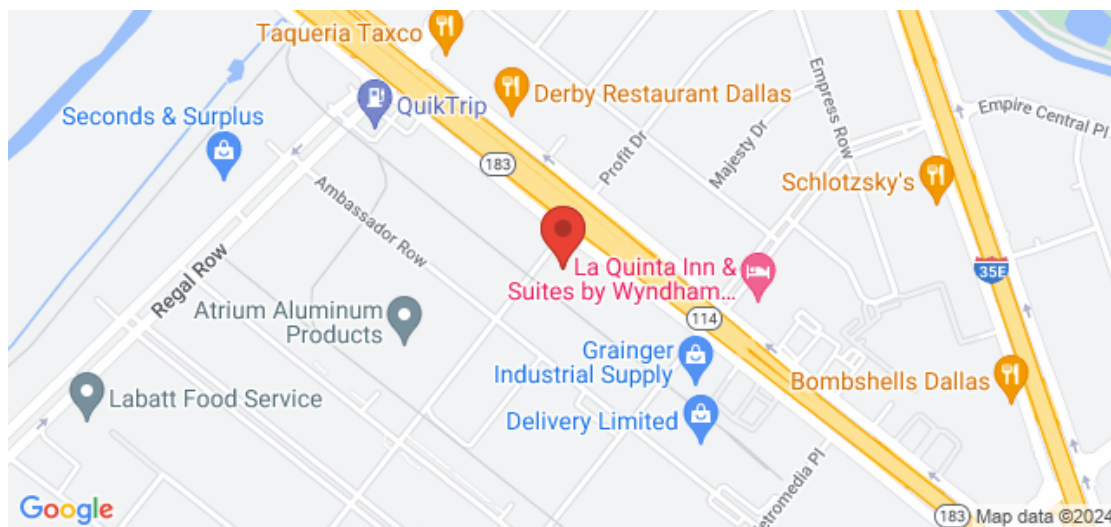 Taqueria Taxco
QuikTrip
Derby Restaurant Dallas
Seconds & Surplus
183
Profit Dr
Majesty Dr
Empress Row
Empire Central Pl
Schlotzsky's
Ambassador Row
Regal Row
La Quinta Inn &
Suites by Wyndham...
35E
114
Atrium Aluminum
Products
Grainger
Industrial Supply
Bombshells Dallas
Labatt Food Service
Delivery Limited
etromedia Pl
Google
183
Map data ©2024